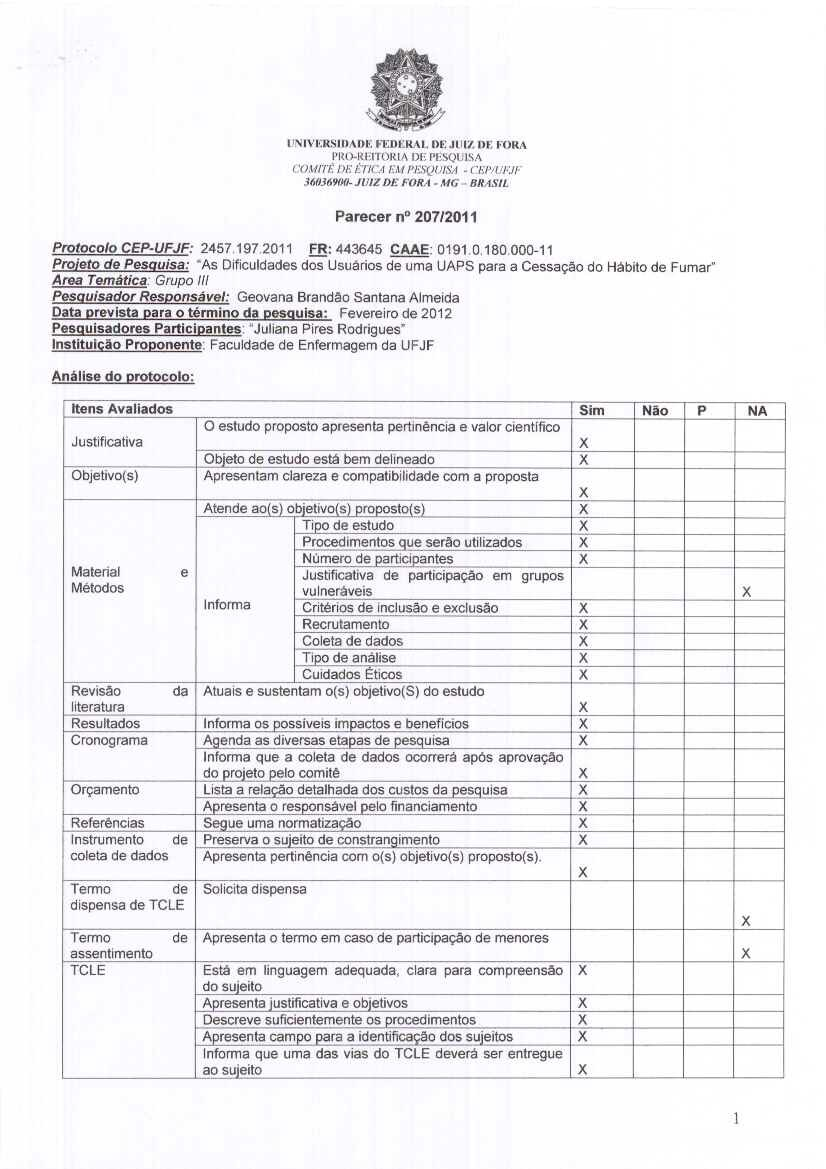 UNIVERSIDADE FEDERAL DE JUIZ DE FORA
PRO-REITORIA DE PESQUISA
COMITÊ DE ÉTICA EM PESQUISA - CEP/UFJF
36036900- JUIZ DE FORA - MG – BRASIL
Parecer nº 207/2011
Protocolo CEP-UFJF: 2457.197.2011 FR: 443645 CAAE: 0191.0.180.000-11
Projeto de Pesquisa: “As Dificuldades dos Usuários de uma UAPS para a Cessação do Hábito de Fumar”
Área Temática: Grupo III
Pesquisador Responsável: Geovana Brandão Santana Almeida
Data prevista para o término da pesquisa: Fevereiro de 2012
Pesquisadores Participantes: “Juliana Pires Rodrigues”
Instituição Proponente: Faculdade de Enfermagem da UFJF
Análise do protocolo:
Itens Avaliados Sim Não P NA
Justificativa O estudo proposto apresenta pertinência e valor científico X
Objeto de estudo está bem delineado X
Objetivo(s) Apresentam clareza e compatibilidade com a proposta
X
Atende ao(s) objetivo(s) proposto(s) X
Material e
Métodos
Informa
Tipo de estudo X
Procedimentos que serão utilizados X
Número de participantes X
Justificativa de participação em grupos
vulneráveis X
Critérios de inclusão e exclusão X
Recrutamento X
Coleta de dados X
Tipo de análise X
Cuidados Éticos X
Revisão da
literatura
Atuais e sustentam o(s) objetivo(S) do estudo
X
Resultados Informa os possíveis impactos e benefícios X
Cronograma Agenda as diversas etapas de pesquisa X
Informa que a coleta de dados ocorrerá após aprovação
do projeto pelo comitê X
Orçamento Lista a relação detalhada dos custos da pesquisa X
Apresenta o responsável pelo financiamento X
Referências Segue uma normatização X
Instrumento de
coleta de dados
Preserva o sujeito de constrangimento X
Apresenta pertinência com o(s) objetivo(s) proposto(s).
X
Termo de
dispensa de TCLE
Solicita dispensa
X
Termo de
assentimento
Apresenta o termo em caso de participação de menores
X
TCLE Está em linguagem adequada, clara para compreensão X
do sujeito
Apresenta justificativa e objetivos X
Descreve suficientemente os procedimentos X
Apresenta campo para a identificação dos sujeitos X
Informa que uma das vias do TCLE deverá ser entregue
ao sujeito X
1